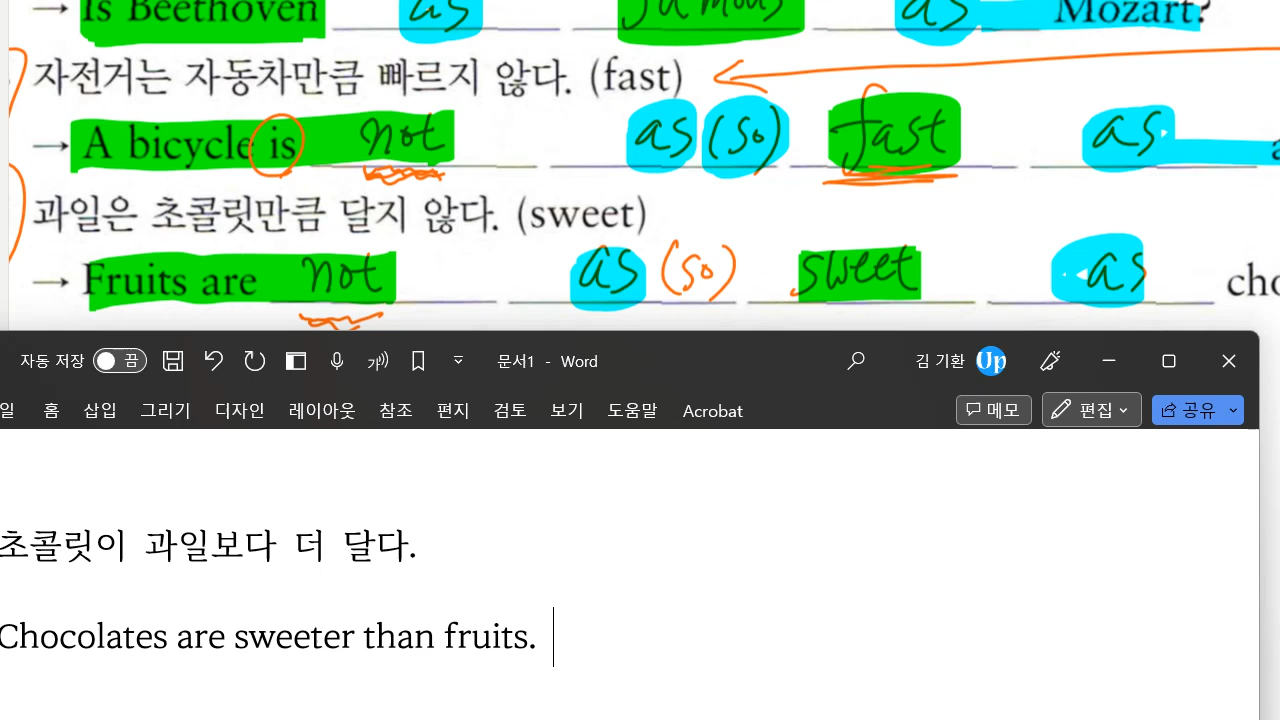 → Is Beethoven as famous as Mozart?
자전거는 자동차만큼 빠르지 않다. (fast)
→ A bicycle is not as (so) fast as a
과일은 초콜릿만큼 달지 않다. (sweet)
→ Fruits are not as (so) sweet as cho
자동 저장 끔 가 문서1 - Word 김 기환 Up
일 홈 삽입 그리기 디자인 레이아웃 참조 편지 검토 보기 도움말 Acrobat 메모 편집 공유
초콜릿이 과일보다 더 달다.
Chocolates are sweeter than fruits.